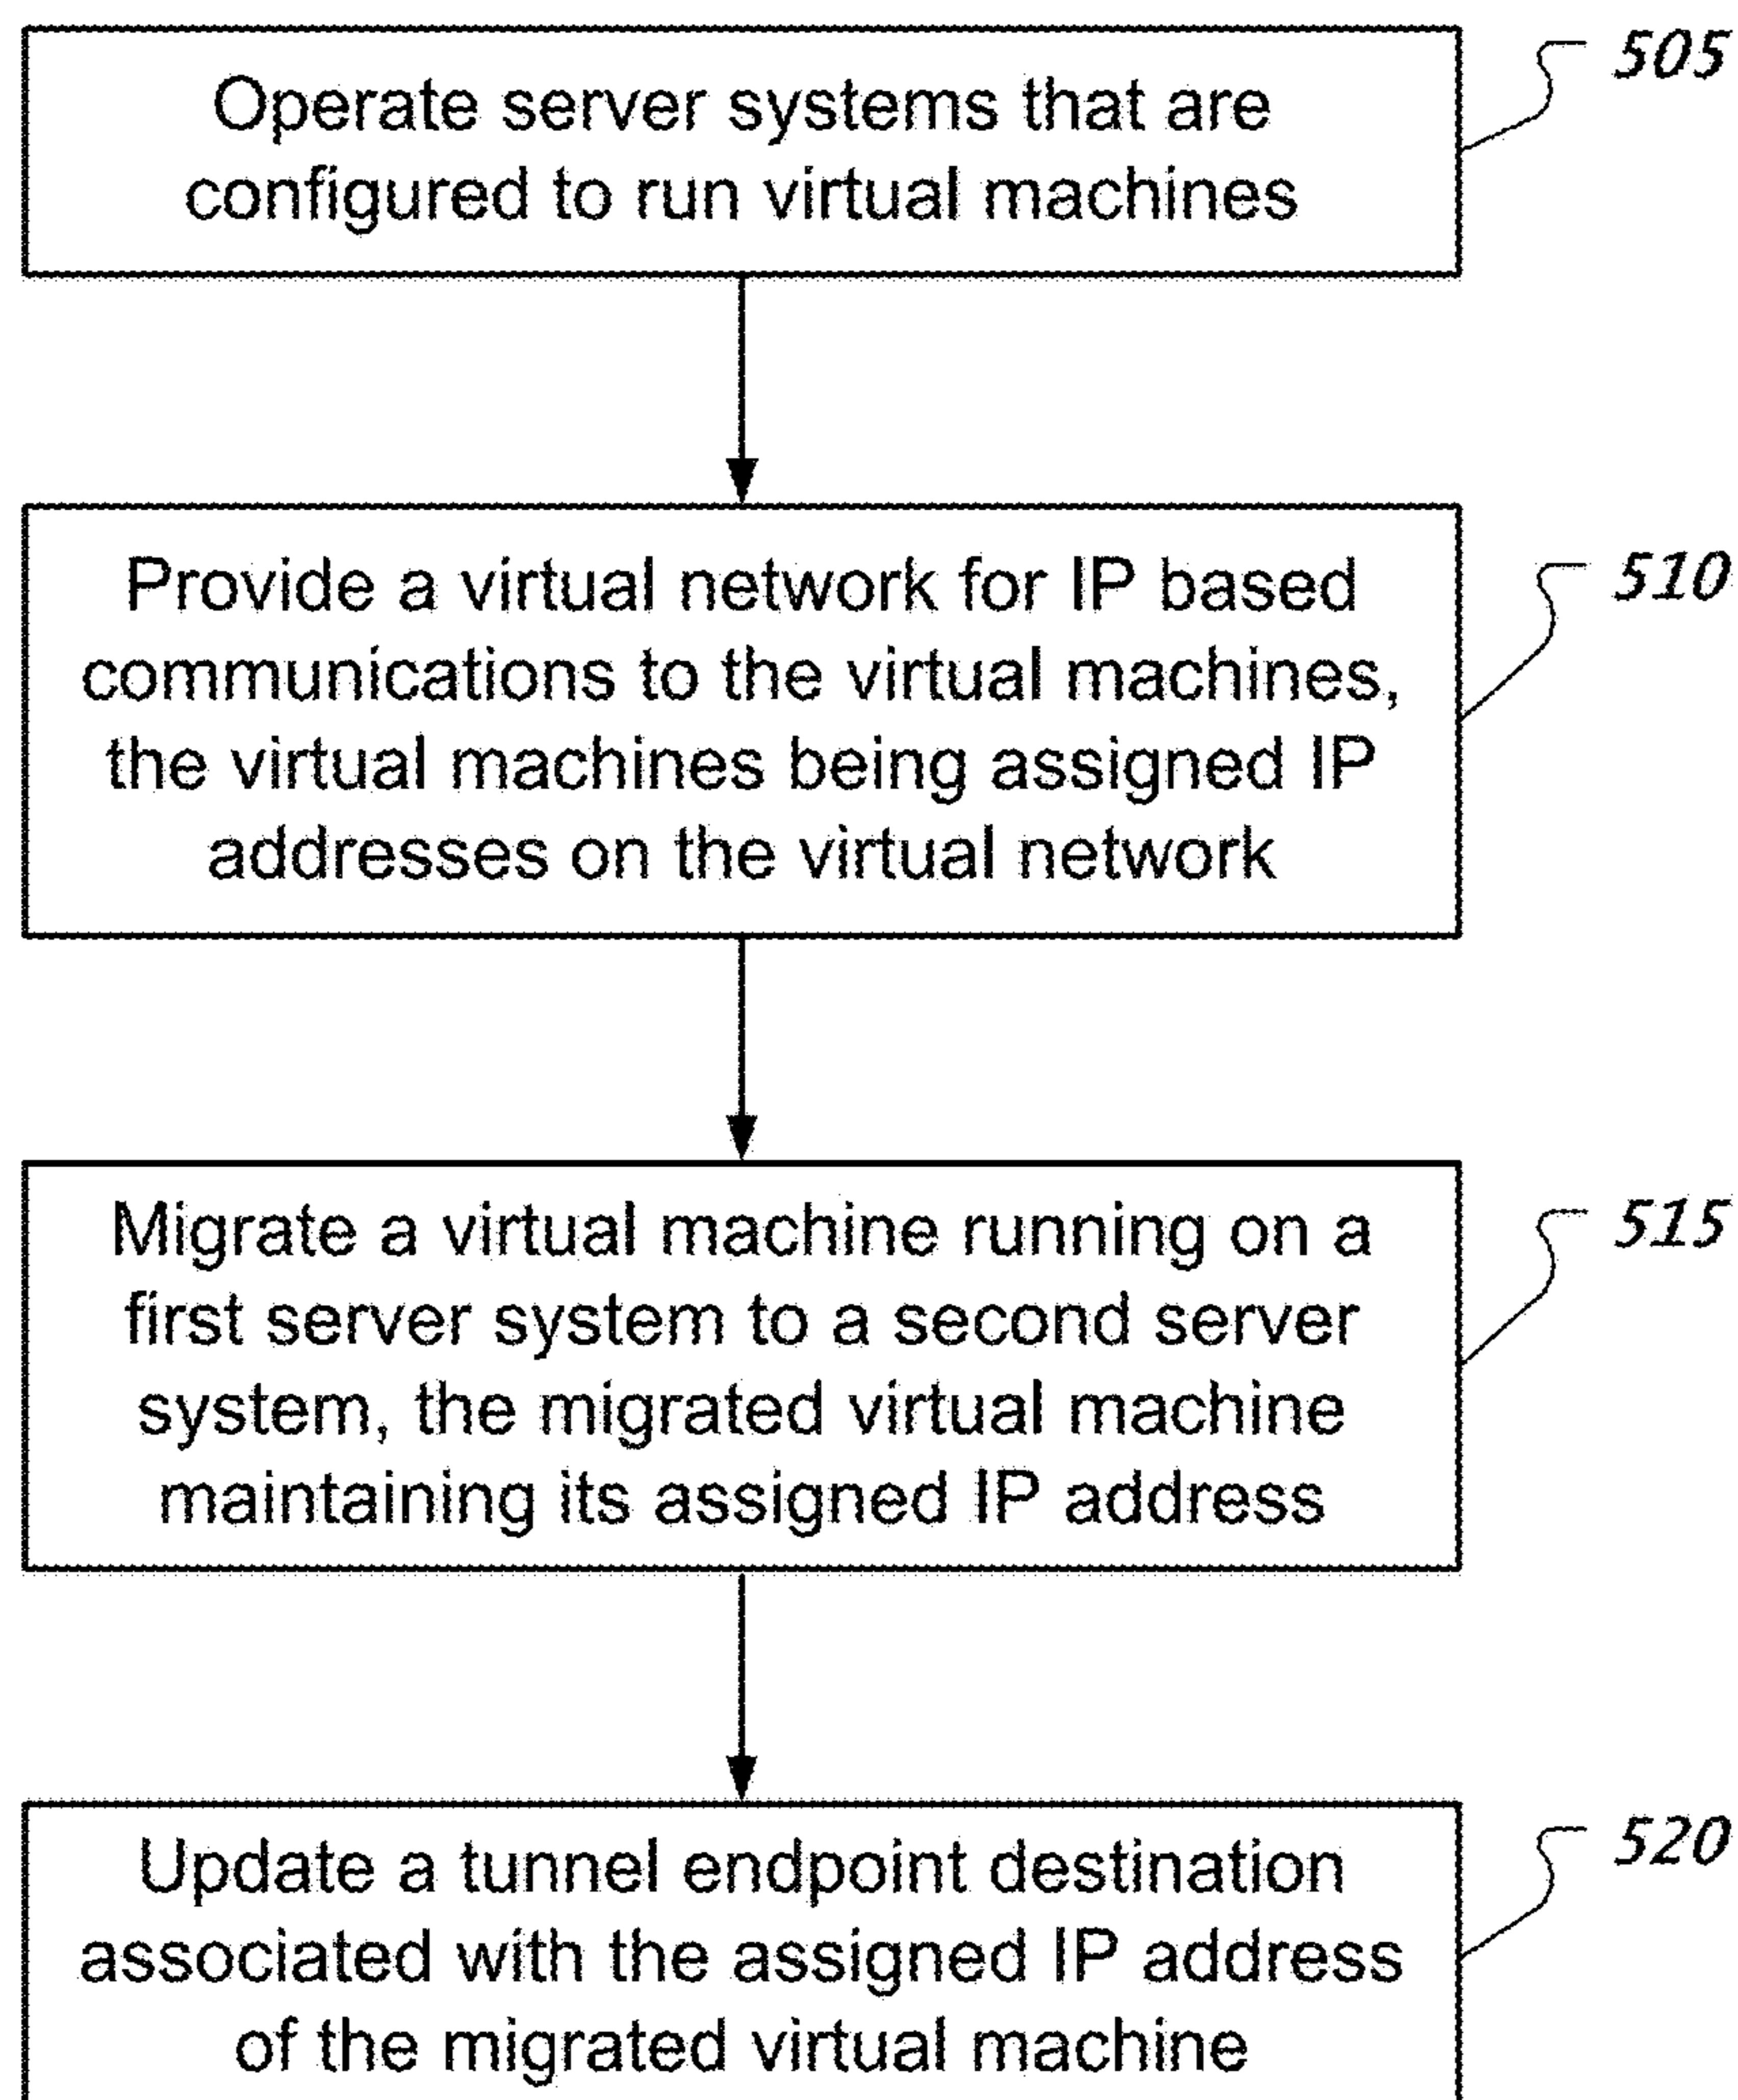 505
Operate server systems that are
configured to run virtual machines
510
Provide a virtual network for IP based
communications to the virtual machines,
the virtual machines being assigned IP
addresses on the virtual network
515
Migrate a virtual machine running on a
first server system to a second server
system, the migrated virtual machine
maintaining its assigned IP address
520
Update a tunnel endpoint destination
associated with the assigned IP address
of the migrated virtual machine